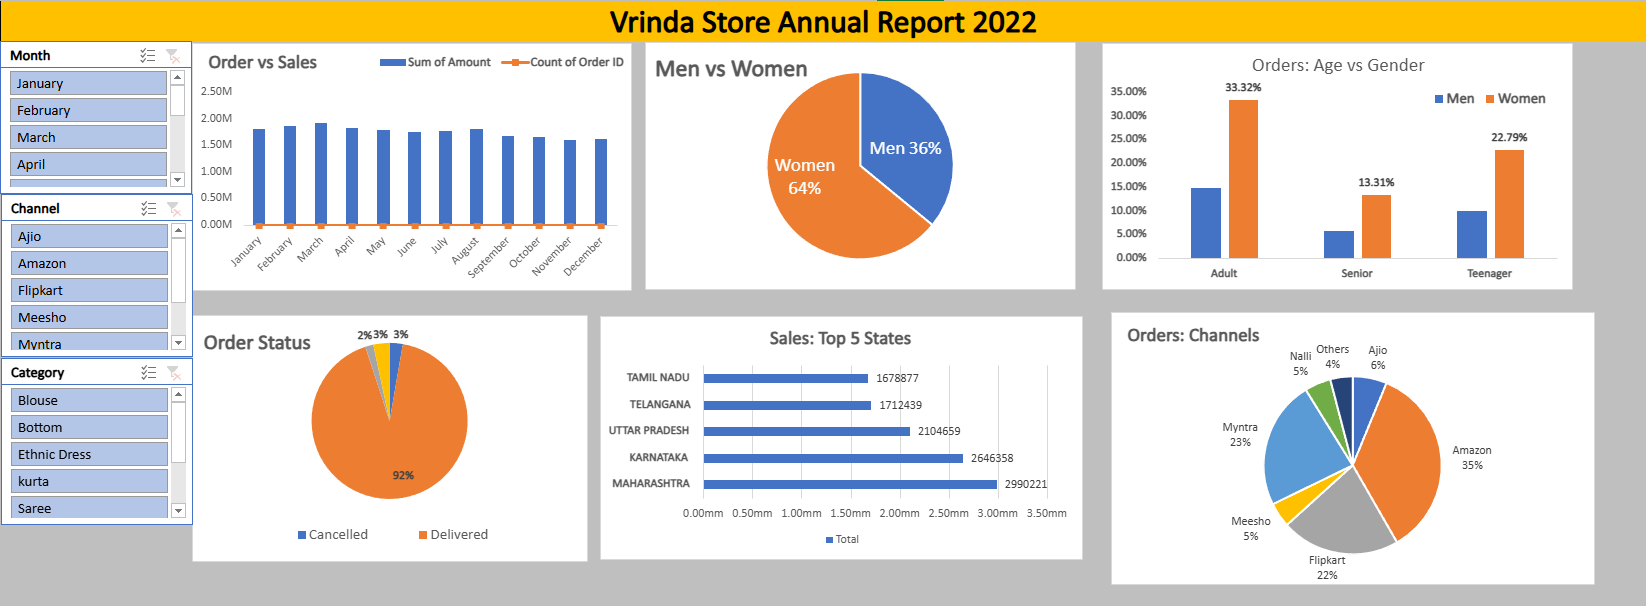 Vrinda Store Annual Report 2022
Month
January
February
March
April
Channel
Ajio
Amazon
Flipkart
Meesho
Myntra
Category
Blouse
Bottom
Ethnic Dress
kurta
Saree
Order vs Sales
Sum of Amount
Count of Order ID
2.50M
2.00M
1.50M
1.00M
0.50M
0.00M
January
February
March
April
May
June
July
August
September
October
November
December
Men vs Women
Men 36%
Women
64%
Orders: Age vs Gender
Men
Women
35.00%
30.00%
25.00%
20.00%
15.00%
10.00%
5.00%
0.00%
33.32%
13.31%
22.79%
Adult
Senior
Teenager
Order Status
2%
3%
3%
92%
Cancelled
Delivered
Sales: Top 5 States
TAMIL NADU
1678877
TELANGANA
1712439
UTTAR PRADESH
2104659
KARNATAKA
2646358
MAHARASHTRA
2990221
0.00mm
0.50mm
1.00mm
1.50mm
2.00mm
2.50mm
3.00mm
3.50mm
Total
Orders: Channels
Nalli
5%
Others
4%
Ajio
6%
Myntra
23%
Amazon
35%
Meesho
5%
Flipkart
22%